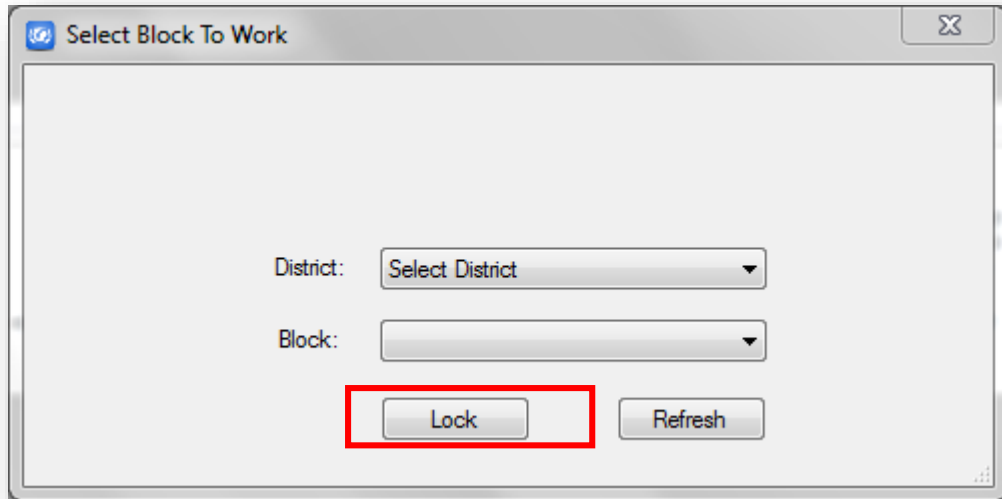 Select Block To Work
District: Select District
Block:
Lock Refresh